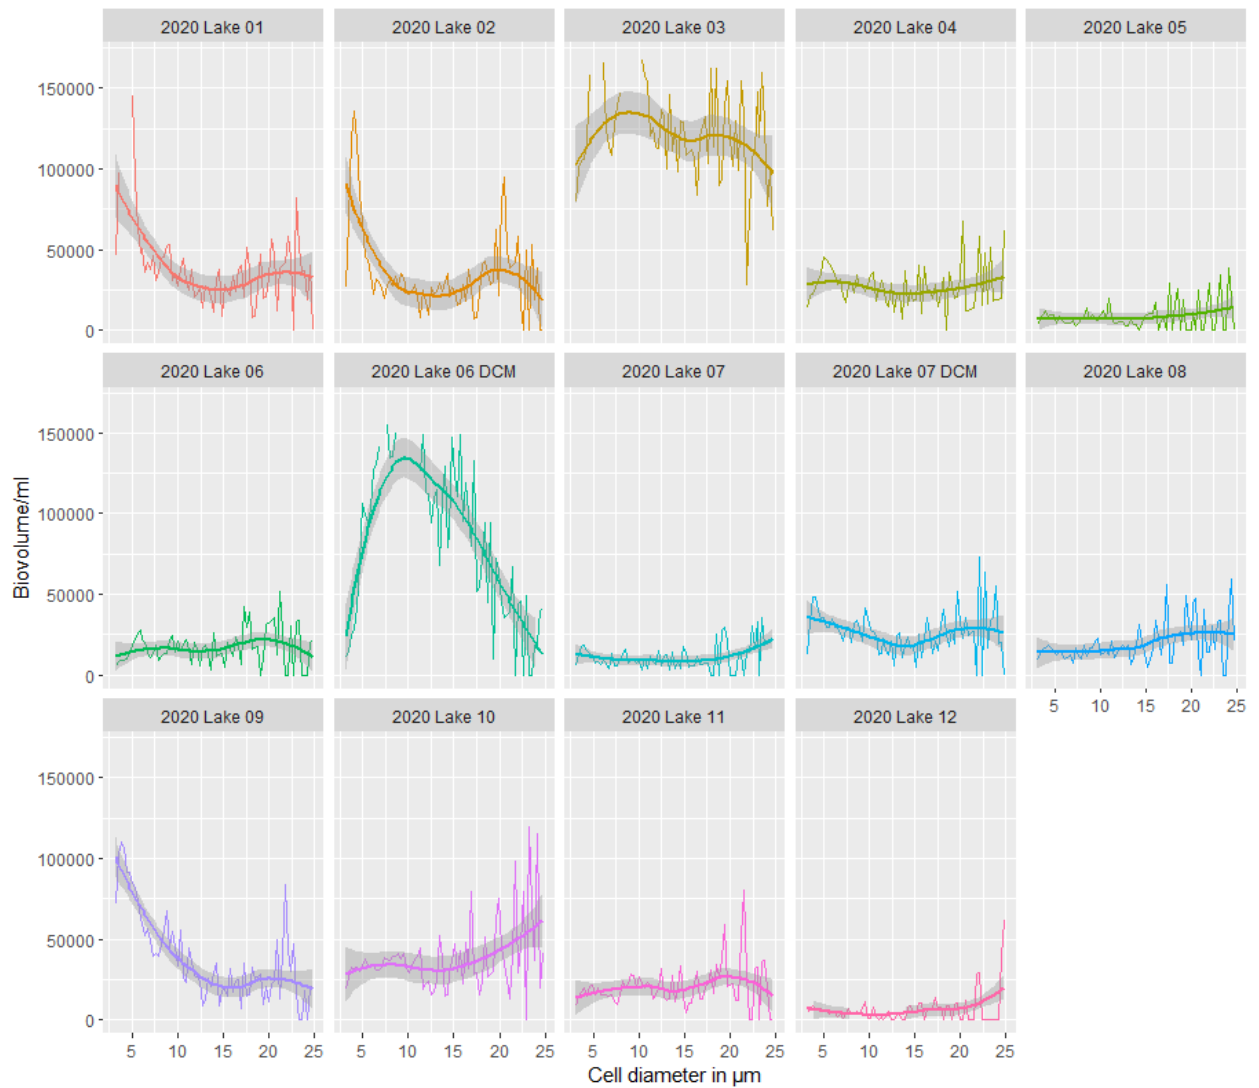 2020 Lake 01
2020 Lake 02
2020 Lake 03
2020 Lake 04
2020 Lake 05
150000
100000
50000
0
2020 Lake 06
2020 Lake 06 DCM
2020 Lake 07
2020 Lake 07 DCM
2020 Lake 08
150000
100000
50000
0
5 10 15 20 25
Biovolume/ml
2020 Lake 09
2020 Lake 10
2020 Lake 11
2020 Lake 12
150000
100000
50000
0
5 10 15 20 25
5 10 15 20 25
5 10 15 20 25
5 10 15 20 25
Cell diameter in µm